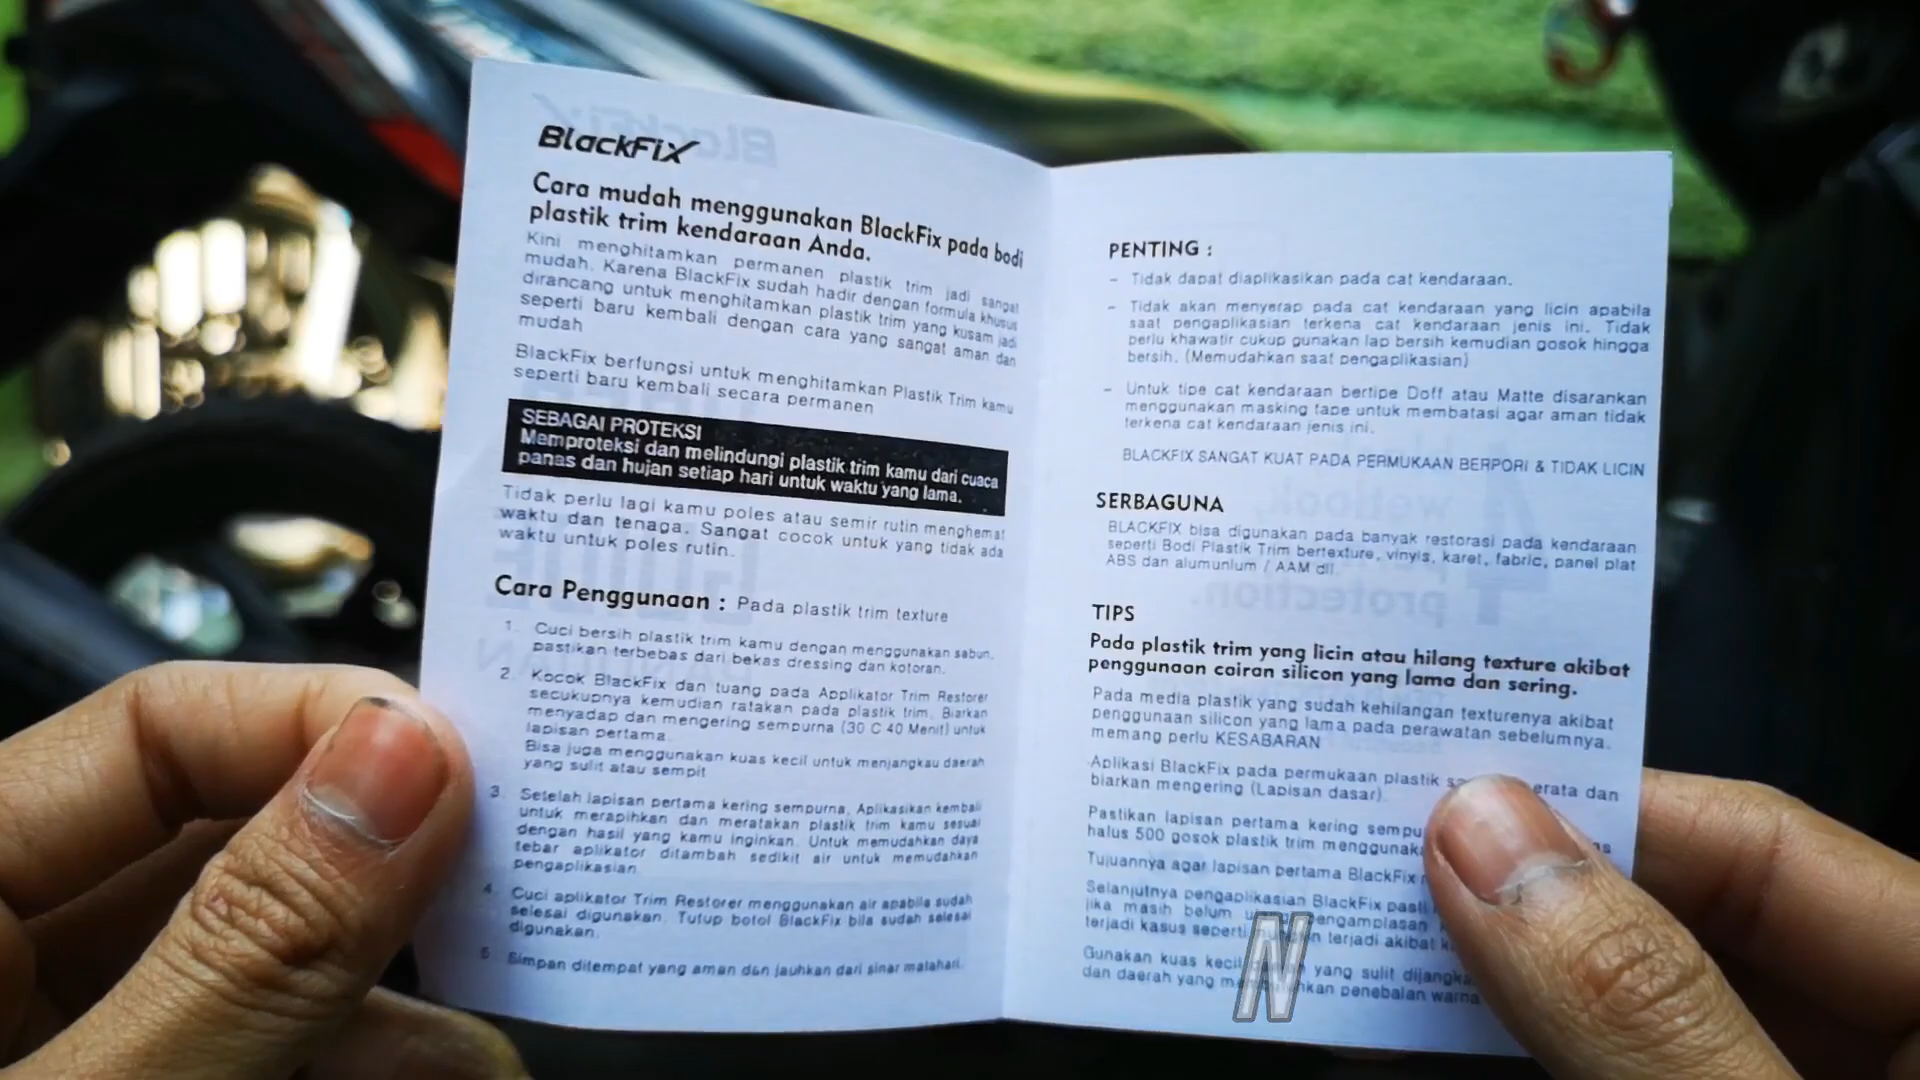 BlackFix
Cara mudah menggunakan BlackFix pada bodi
plastik trim kendaraan Anda.
Kini menghitamkan permanen plastik trim jadi sangat
mudah. Karena BlackFix sudah hadir dengan formula khusus
dirancang untuk menghitamkan plastik trim yang kusam jadi
seperti baru kembali dengan cara yang sangat aman dan
mudah
BlackFix berfungsi untuk menghitamkan Plastik Trim kamu
seperti baru kembali secara permanen
SEBAGAI PROTEKSI
Memproteksi dan melindungi plastik trim kamu dari cuaca
panas dan hujan setiap hari untuk waktu yang lama.
Tidak perlu lagi kamu poles atau semir rutin menghemat
waktu dan tenaga. Sangat cocok untuk yang tidak ada
waktu untuk poles rutin.
Cara Penggunaan : Pada plastik trim texture
1. Cuci bersih plastik trim kamu dengan menggunakan sabun,
pastikan terbebas dari bekas dressing dan kotoran.
2. Kocok BlackFix dan tuang pada Applikator Trim Restorer
secukupnya kemudian ratakan pada plastik trim. Biarkan
menyadap dan mengering sempurna (30 C 40 Menit) untuk
lapisan pertama.
Bisa juga menggunakan kuas kecil untuk menjangkau daerah
yang sulit atau sempit
3. Setelah lapisan pertama kering sempurna, Aplikasikan kembali
untuk merapihkan dan meratakan plastik trim kamu sesuai
dengan hasil yang kamu inginkan. Untuk memudahkan daya
tebar aplikator ditambah sedikit air untuk memudahkan
pengaplikasian
4. Cuci aplikator Trim Restorer menggunakan air apabila sudah
selesai digunakan. Tutup botol BlackFix bila sudah selesai
digunakan.
5. Simpan ditempat yang aman dan jauhkan dari sinar matahari.
PENTING :
- Tidak dapat diaplikasikan pada cat kendaraan.
- Tidak akan menyerap pada cat kendaraan yang licin apabila
saat pengaplikasian terkena cat kendaraan jenis ini. Tidak
perlu khawatir cukup gunakan lap bersih kemudian gosok hingga
bersih. (Memudahkan saat pengaplikasian)
- Untuk tipe cat kendaraan bertipe Doff atau Matte disarankan
menggunakan masking tape untuk membatasi agar aman tidak
terkena cat kendaraan jenis ini.
BLACKFIX SANGAT KUAT PADA PERMUKAAN BERPORI & TIDAK LICIN
SERBAGUNA
BLACKFIX bisa digunakan pada banyak restorasi pada kendaraan
seperti Bodi Plastik Trim bertexture, vinyls, karet, fabric, panel plat
ABS dan alumunium / AAM dll.
TIPS
Pada plastik trim yang licin atau hilang texture akibat
penggunaan cairan silicon yang lama dan sering.
Pada media plastik yang sudah kehilangan texturenya akibat
penggunaan silicon yang lama pada perawatan sebelumnya.
memang perlu KESABARAN
Aplikasi BlackFix pada permukaan plastik erata dan
biarkan mengering (Lapisan dasar)
Pastikan lapisan pertama kering sempu
halus 500 gosok plastik trim menggunak as
Tujuannya agar lapisan pertama BlackFix
Selanjutnya pengaplikasian BlackFix pasti
jika masih belum pengamplasan
terjadi kasus seperti terjadi akibat
Gunakan kuas kecil yang sulit dijangka
dan daerah yang hkan penebalan warna
N